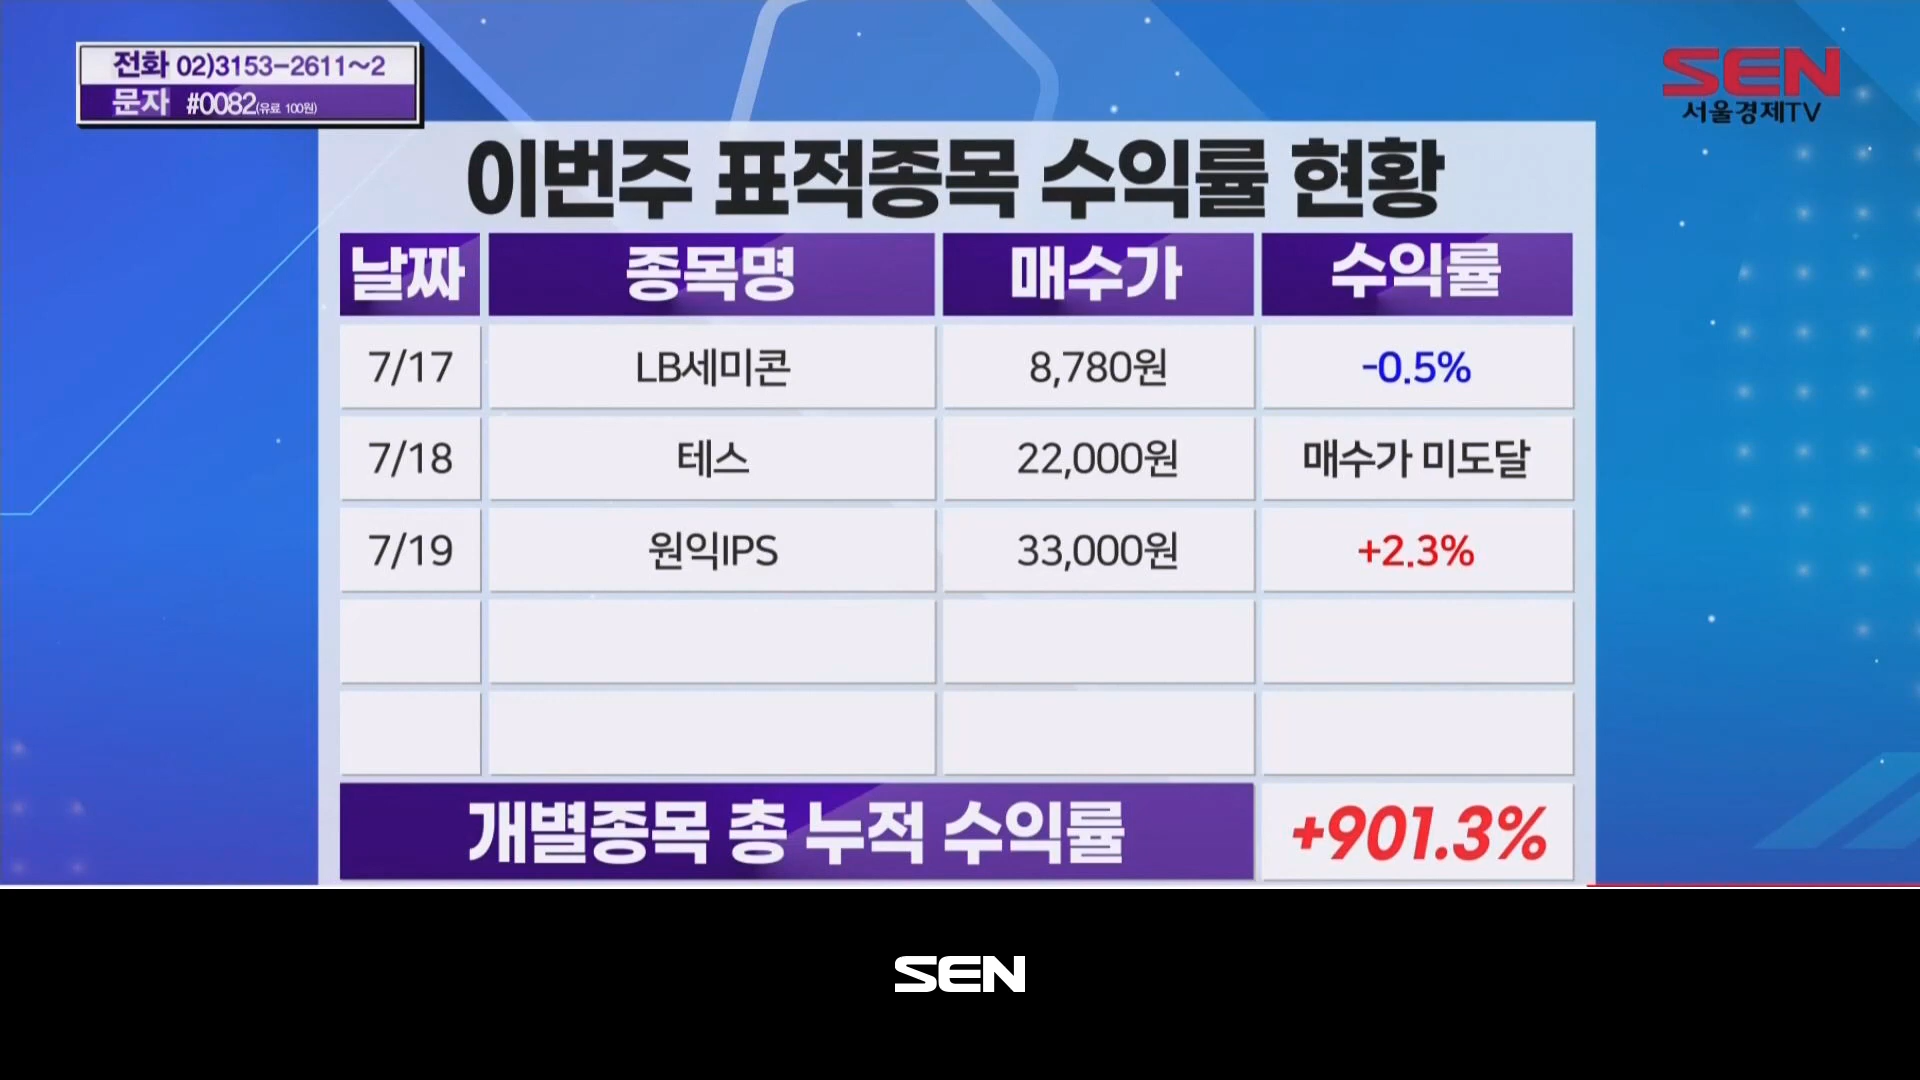 전화 02)3153-2611~2
문자 #0082(유료 100원)
SEN
서울경제TV
이번주 표적종목 수익률 현황
날짜 종목명 매수가 수익률
7/17 LB세미콘 8,780원 -0.5%
7/18 테스 22,000원 매수가 미도달
7/19 원익IPS 33,000원 +2.3%
개별종목 총 누적 수익률 +901.3%
SEN